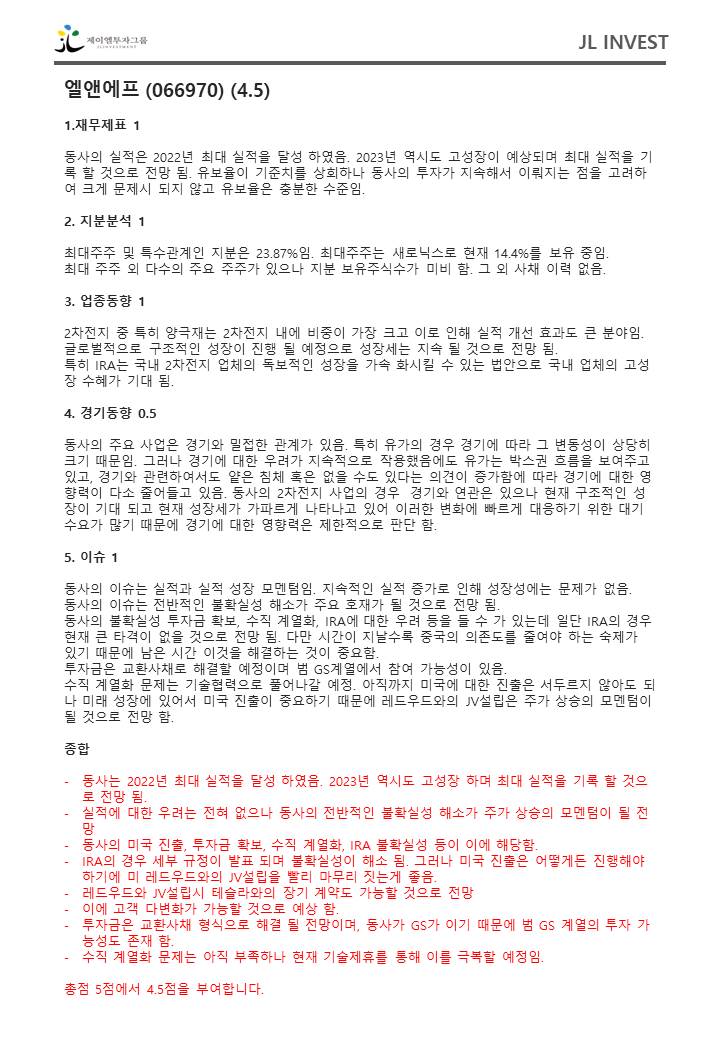 제이엘투자그룹
JLINVESTMENT
JL INVEST
엘앤에프 (066970) (4.5)
1.재무제표 1
동사의 실적은 2022년 최대 실적을 달성 하였음. 2023년 역시도 고성장이 예상되며 최대 실적을 기
록 할 것으로 전망 됨. 유보율이 기준치를 상회하나 동사의 투자가 지속해서 이뤄지는 점을 고려하
여 크게 문제시 되지 않고 유보율은 충분한 수준임.
2. 지분분석 1
최대주주 및 특수관계인 지분은 23.87%임. 최대주주는 새로닉스로 현재 14.4%를 보유 중임.
최대 주주 외 다수의 주요 주주가 있으나 지분 보유주식수가 미비 함. 그 외 사채 이력 없음.
3. 업종동향 1
2차전지 중 특히 양극재는 2차전지 내에 비중이 가장 크고 이로 인해 실적 개선 효과도 큰 분야임.
글로벌적으로 구조적인 성장이 진행 될 예정으로 성장세는 지속 될 것으로 전망 됨.
특히 IRA는 국내 2차전지 업체의 독보적인 성장을 가속 화시킬 수 있는 법안으로 국내 업체의 고성
장 수혜가 기대 됨.
4. 경기동향 0.5
동사의 주요 사업은 경기와 밀접한 관계가 있음. 특히 유가의 경우 경기에 따라 그 변동성이 상당히
크기 때문임. 그러나 경기에 대한 우려가 지속적으로 작용했음에도 유가는 박스권 흐름을 보여주고
있고, 경기와 관련하여서도 얕은 침체 혹은 없을 수도 있다는 의견이 증가함에 따라 경기에 대한 영
향력이 다소 줄어들고 있음. 동사의 2차전지 사업의 경우 경기와 연관은 있으나 현재 구조적인 성
장이 기대 되고 현재 성장세가 가파르게 나타나고 있어 이러한 변화에 빠르게 대응하기 위한 대기
수요가 많기 때문에 경기에 대한 영향력은 제한적으로 판단 함.
5. 이슈 1
동사의 이슈는 실적과 실적 성장 모멘텀임. 지속적인 실적 증가로 인해 성장성에는 문제가 없음.
동사의 이슈는 전반적인 불확실성 해소가 주요 호재가 될 것으로 전망 됨.
동사의 불확실성 투자금 확보, 수직 계열화, IRA에 대한 우려 등을 들 수 가 있는데 일단 IRA의 경우
현재 큰 타격이 없을 것으로 전망 됨. 다만 시간이 지날수록 중국의 의존도를 줄여야 하는 숙제가
있기 때문에 남은 시간 이것을 해결하는 것이 중요함.
투자금은 교환사채로 해결할 예정이며 범 GS계열에서 참여 가능성이 있음.
수직 계열화 문제는 기술협력으로 풀어나갈 예정. 아직까지 미국에 대한 진출은 서두르지 않아도 되
나 미래 성장에 있어서 미국 진출이 중요하기 때문에 레드우드와의 JV설립은 주가 상승의 모멘텀이
될 것으로 전망 함.
종합
- 동사는 2022년 최대 실적을 달성 하였음. 2023년 역시도 고성장 하며 최대 실적을 기록 할 것으
로 전망 됨.
- 실적에 대한 우려는 전혀 없으나 동사의 전반적인 불확실성 해소가 주가 상승의 모멘텀이 될 전
망
- 동사의 미국 진출, 투자금 확보, 수직 계열화, IRA 불확실성 등이 이에 해당함.
- IRA의 경우 세부 규정이 발표 되며 불확실성이 해소 됨. 그러나 미국 진출은 어떻게든 진행해야
하기에 미 레드우드와의 JV설립을 빨리 마무리 짓는게 좋음.
- 레드우드와 JV설립시 테슬라와의 장기 계약도 가능할 것으로 전망
- 이에 고객 다변화가 가능할 것으로 예상 함.
- 투자금은 교환사채 형식으로 해결 될 전망이며, 동사가 GS가 이기 때문에 범 GS 계열의 투자 가
능성도 존재 함.
- 수직 계열화 문제는 아직 부족하나 현재 기술제휴를 통해 이를 극복할 예정임.
총점 5점에서 4.5점을 부여합니다.